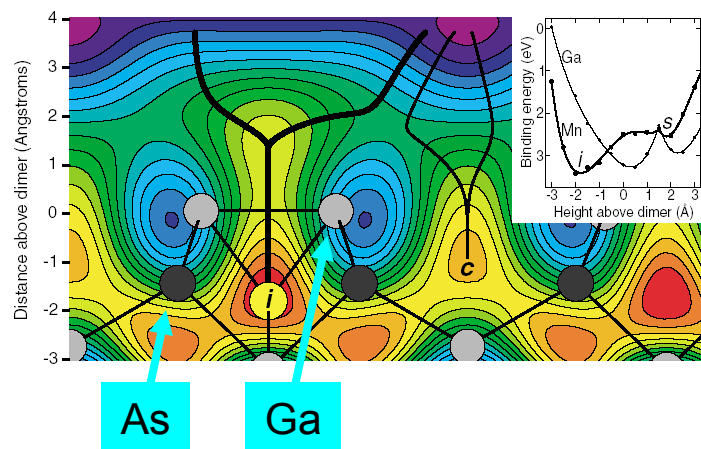 Distance above dimer (Angstroms)
4
3
2
1
0
-1
-2
-3
i
c
As
Ga
Binding energy (eV)
0
1
2
3
Ga
Mn
i
s
-3 -2 -1 0 1 2 3
Height above dimer (Å)